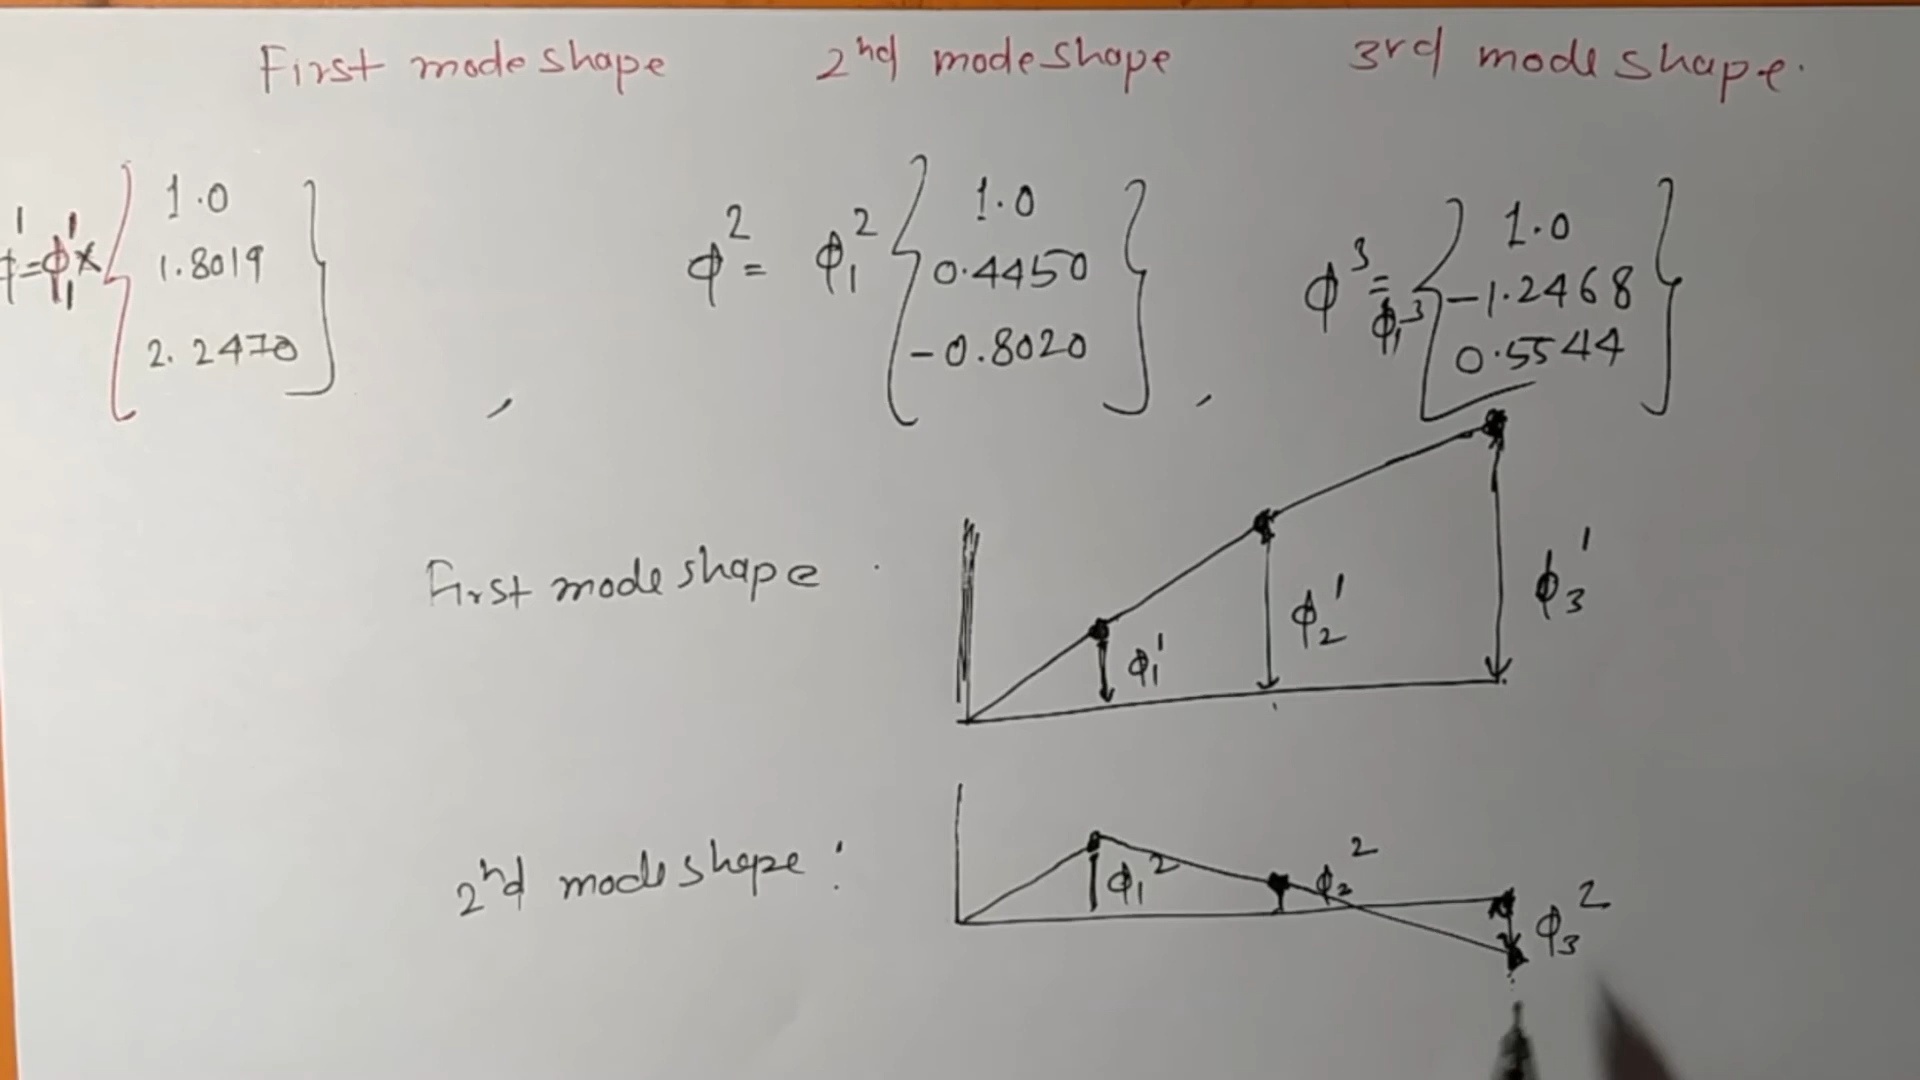 First mode shape 2nd mode shape 3rd mode shape.
ϕ¹ = ϕ₁¹ × { 1.0 1.8019 2.2470 } ,
ϕ² = ϕ₁² { 1.0 0.4450 -0.8020 } ,
ϕ³ = ϕ₁³ { 1.0 -1.2468 0.5544 }
First mode shape
ϕ₁¹ ϕ₂¹ ϕ₃¹
2nd mode shape :
ϕ₁² ϕ₂² ϕ₃²